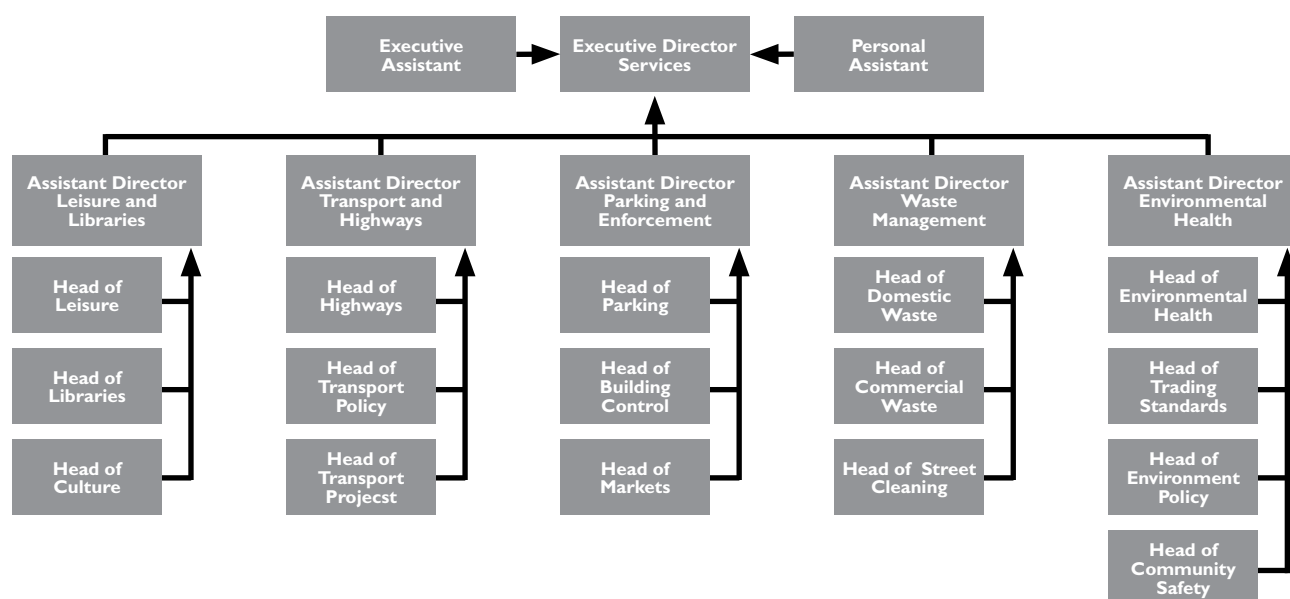 Executive
Assistant
Executive Director
Services
Personal
Assistant
Assistant Director
Leisure and
Libraries
Assistant Director
Transport and
Highways
Assistant Director
Parking and
Enforcement
Assistant Director
Waste
Management
Assistant Director
Environmental
Health
Head of
Leisure
Head of
Highways
Head of
Parking
Head of
Domestic
Waste
Head of
Environmental
Health
Head of
Libraries
Head of
Transport
Policy
Head of
Building
Control
Head of
Commercial
Waste
Head of
Trading
Standards
Head of
Culture
Head of
Transport
Projecst
Head of
Markets
Head of  Street
Cleaning
Head of
Environment
Policy
Head of
Community
Safety